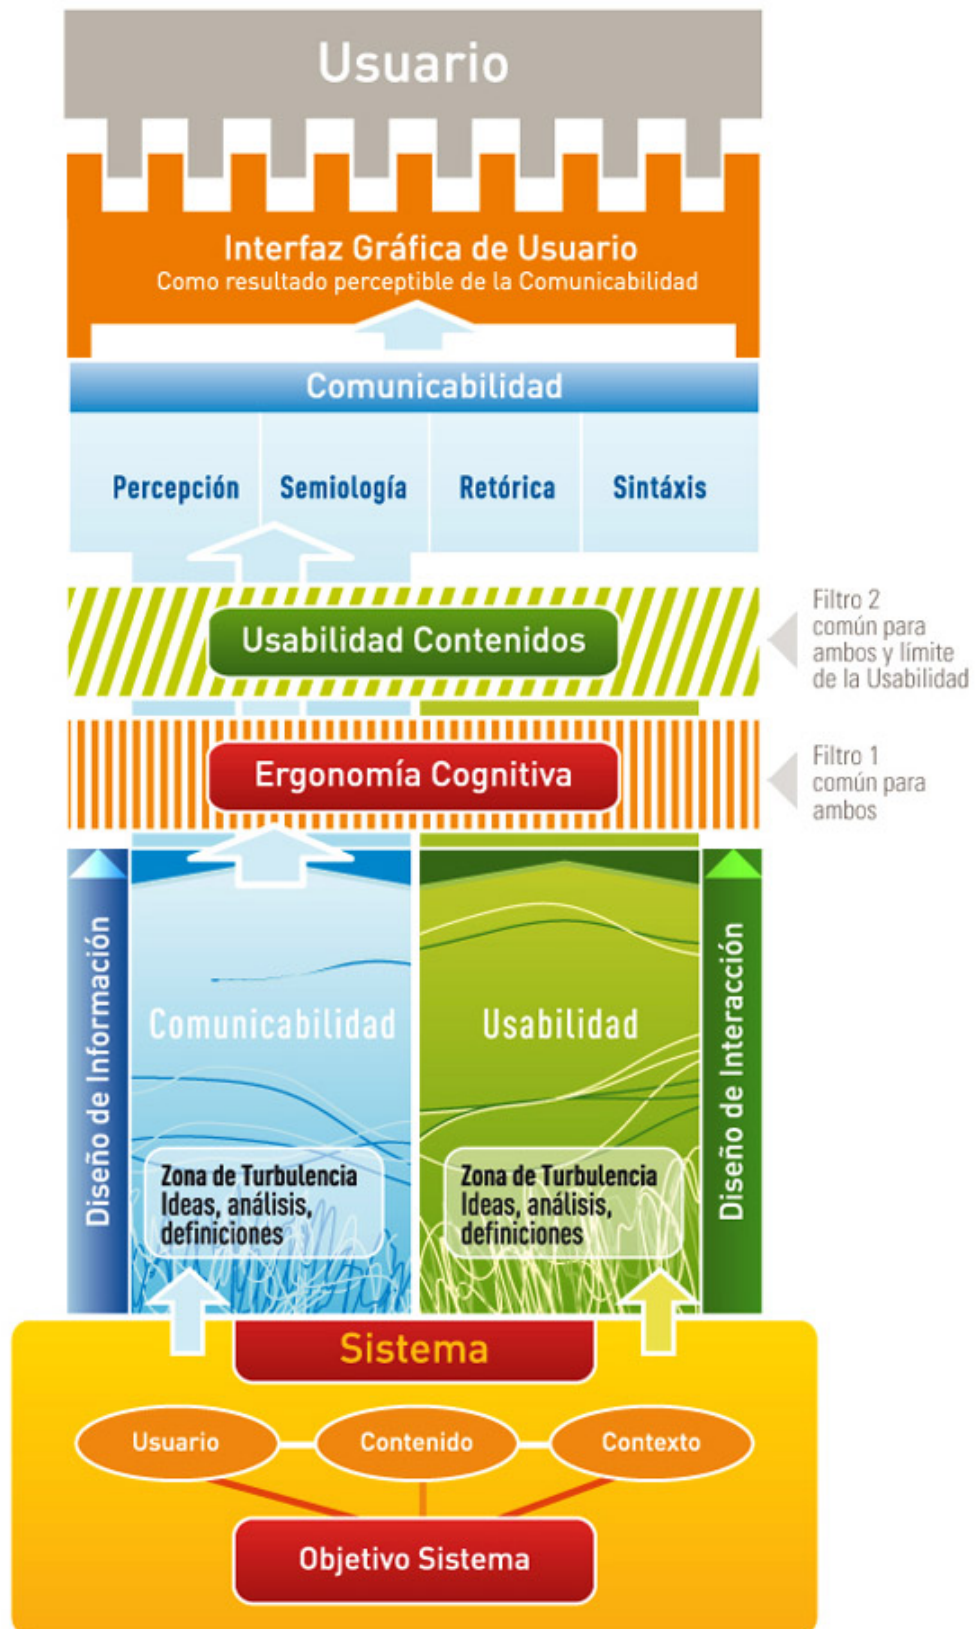 Usuario
Interfaz Gráfica de Usuario
Como resultado perceptible de la Comunicabilidad
Comunicabilidad
Percepción
Semiología
Retórica
Sintáxis
Usabilidad Contenidos
Filtro 2
común para
ambos y límite
de la Usabilidad
Ergonomía Cognitiva
Filtro 1
común para
ambos
Diseño de Información
Comunicabilidad
Zona de Turbulencia
Ideas, análisis,
definiciones
Usabilidad
Zona de Turbulencia
Ideas, análisis,
definiciones
Diseño de Interacción
Sistema
Usuario
Contenido
Contexto
Objetivo Sistema